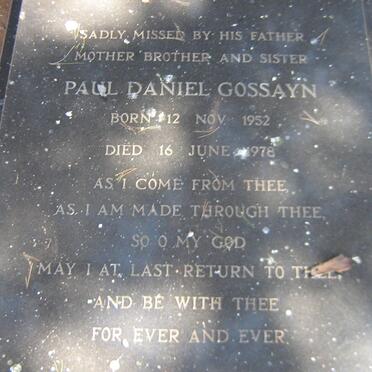 SADLY MISSED BY HIS FATHER
MOTHER BROTHER AND SISTER
PAUL DANIEL GOSSAYN
BORN 12 NOV 1952
DIED 16 JUNE 1978
AS I COME FROM THEE,
AS I AM MADE THROUGH THEE,
SO O MY GOD
MAY I AT LAST RETURN TO THEE,
AND BE WITH THEE
FOR EVER AND EVER.